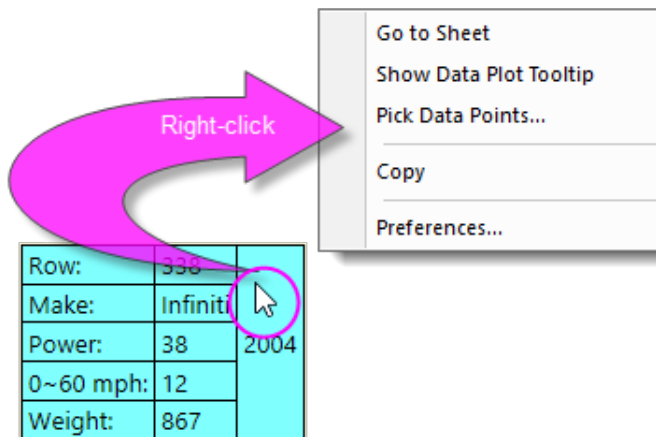 Go to Sheet
Show Data Plot Tooltip
Pick Data Points...
Copy
Preferences...
Right-click
Row: 338
Make: Infiniti
Power: 38 2004
0~60 mph: 12
Weight: 867